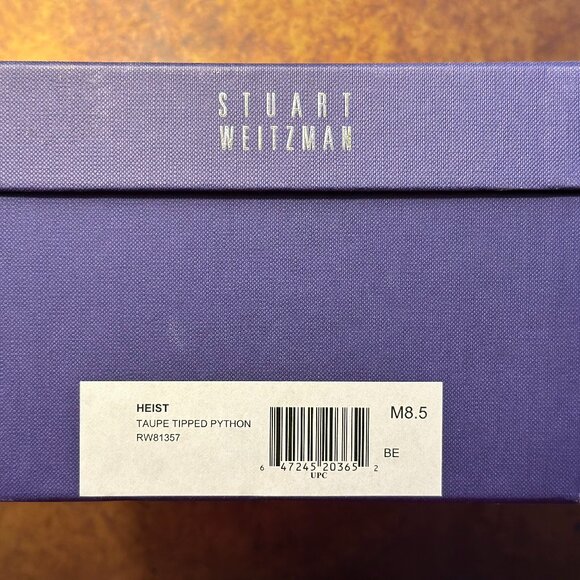 STUART
WEITZMAN
HEIST
TAUPE TIPPED PYTHON
RW81357
M8.5
BE
6 47245 20365 2
UPC